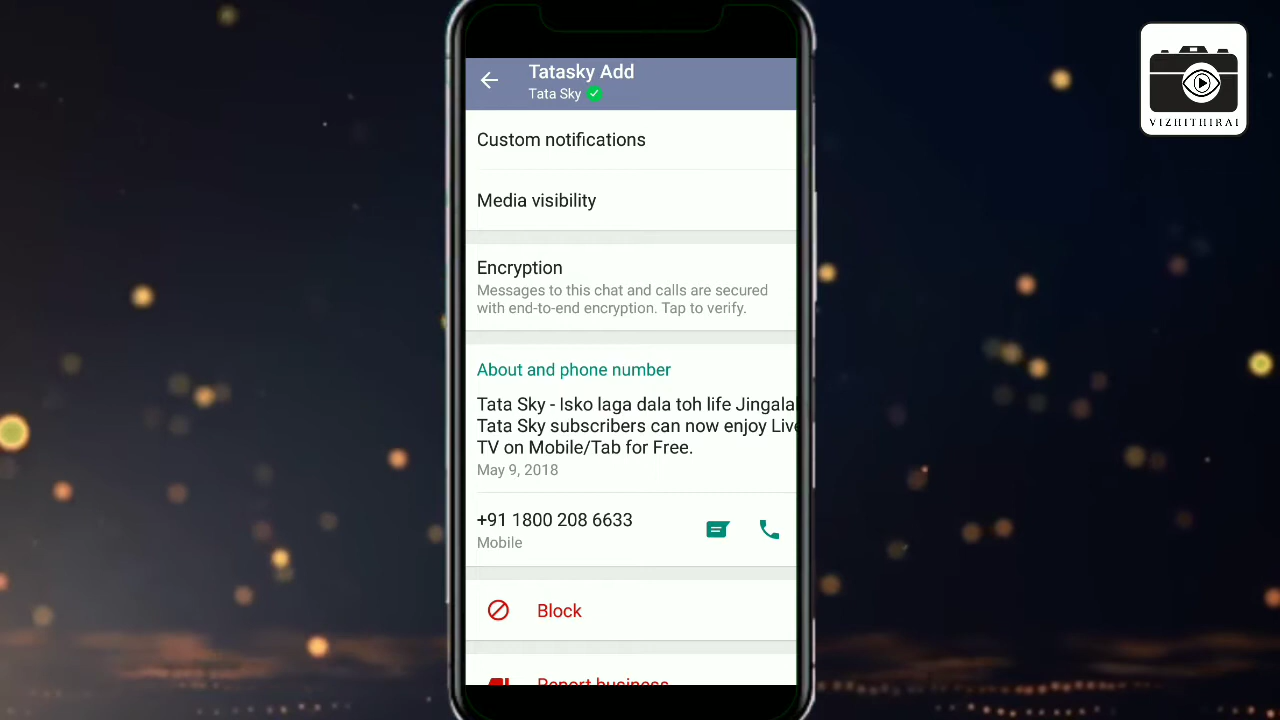 Tatasky Add
Tata Sky
VIZHITHIRAI
Custom notifications
Media visibility
Encryption
Messages to this chat and calls are secured
with end-to-end encryption. Tap to verify.
About and phone number
Tata Sky - Isko laga dala toh life Jingala
Tata Sky subscribers can now enjoy Live
TV on Mobile/Tab for Free.
May 9, 2018
+91 1800 208 6633
Mobile
Block
Report business